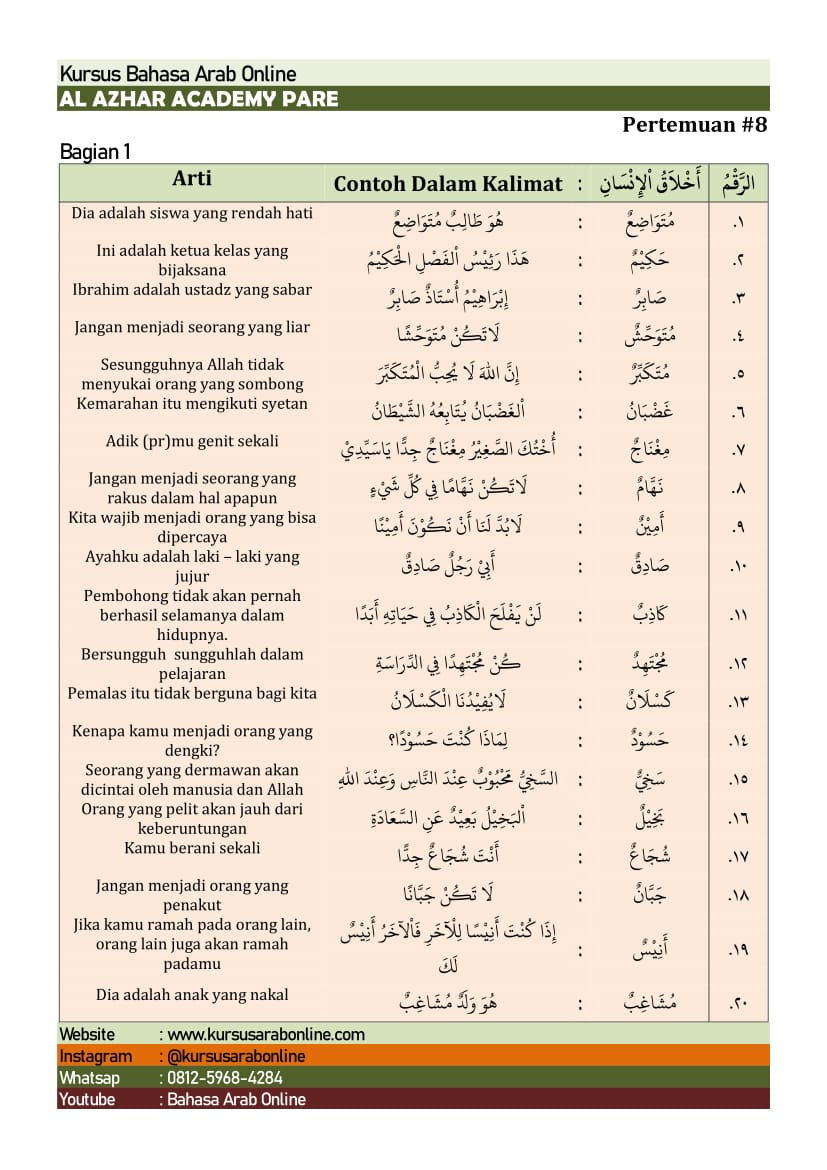 Kursus Bahasa Arab Online
AL AZHAR ACADEMY PARE
Pertemuan #8
Bagian 1
الرَّقْمُ أَخْلَاقُ اْلإِنْسَانِ : Contoh Dalam Kalimat Arti
١. مُتَوَاضِعٌ : هُوَ طَالِبٌ مُتَوَاضِعٌ Dia adalah siswa yang rendah hati
٢. حَكِيْمٌ : هَذَا رَئِيْسُ اْلفَصْلِ الْحَكِيْمُ Ini adalah ketua kelas yang
bijaksana
٣. صَابِرٌ : إِبْرَاهِيْمُ أُسْتَاذٌ صَابِرٌ Ibrahim adalah ustadz yang sabar
٤. مُتَوَحِّشٌ : لَاتَكُنْ مُتَوَحِّشًا Jangan menjadi seorang yang liar
٥. مُتَكَبِّرٌ : إِنَّ اللهَ لَا يُحِبُّ الْمُتَكَبِّرَ Sesungguhnya Allah tidak
menyukai orang yang sombong
٦. غَضْبَانُ : اْلغَضْبَانُ يُتَابِعُهُ الشَّيْطَانُ Kemarahan itu mengikuti syetan
٧. مِغْنَاجٌ : أُخْتُكَ الصَّغِيْرُ مِغْنَاجٌ جِدًّا يَاسَيِّدِيْ Adik (pr)mu genit sekali
٨. نَهَّامٌ : لَاتَكُنْ نَهَّامًا فِي كُلِّ شَيْءٍ Jangan menjadi seorang yang
rakus dalam hal apapun
٩. أَمِيْنٌ : لَابُدَّ لَنَا أَنْ نَكُوْنَ أَمِيْنًا Kita wajib menjadi orang yang bisa
dipercaya
١٠. صَادِقٌ : أَبِيْ رَجُلٌ صَادِقٌ Ayahku adalah laki – laki yang
jujur
١١. كَاذِبٌ : لَنْ يَفْلَحَ الْكَاذِبُ فِي حَيَاتِهِ أَبَدًا Pembohong tidak akan pernah
berhasil selamanya dalam
hidupnya.
١٢. مُجْتَهِدٌ : كُنْ مُجْتَهِدًا فِي الدِّرَاسَةِ Bersungguh sungguhlah dalam
pelajaran
١٣. كَسْلَانٌ : لَايُفِيْدُنَا الْكَسْلَانُ Pemalas itu tidak berguna bagi kita
١٤. حَسُوْدٌ : لِمَاذَا كُنْتَ حَسُوْدًا؟ Kenapa kamu menjadi orang yang
dengki?
١٥. سَخِيٌّ : السَّخِيُّ مَحْبُوْبٌ عِنْدَ النَّاسِ وَعِنْدَ اللهِ Seorang yang dermawan akan
dicintai oleh manusia dan Allah
١٦. بَخِيْلٌ : اْلبَخِيْلُ بَعِيْدٌ عَنِ السَّعَادَةِ Orang yang pelit akan jauh dari
keberuntungan
١٧. شُجَاعٌ : أَنْتَ شُجَاعٌ جِدًّا Kamu berani sekali
١٨. جَبَّانٌ : لَا تَكُنْ جَبَّانًا Jangan menjadi orang yang
penakut
١٩. أَنِيْسٌ : إِذَا كُنْتَ أَنِيْسًا لِلْآخَرِ فَاْلآخَرُ أَنِيْسٌ Jika kamu ramah pada orang lain,
لَكَ orang lain juga akan ramah
padamu
٢٠. مُشَاغِبٌ : هُوَ وَلَدٌ مُشَاغِبٌ Dia adalah anak yang nakal
Website : www.kursusarabonline.com
Instagram : @kursusarabonline
Whatsap : 0812-5968-4284
Youtube : Bahasa Arab Online